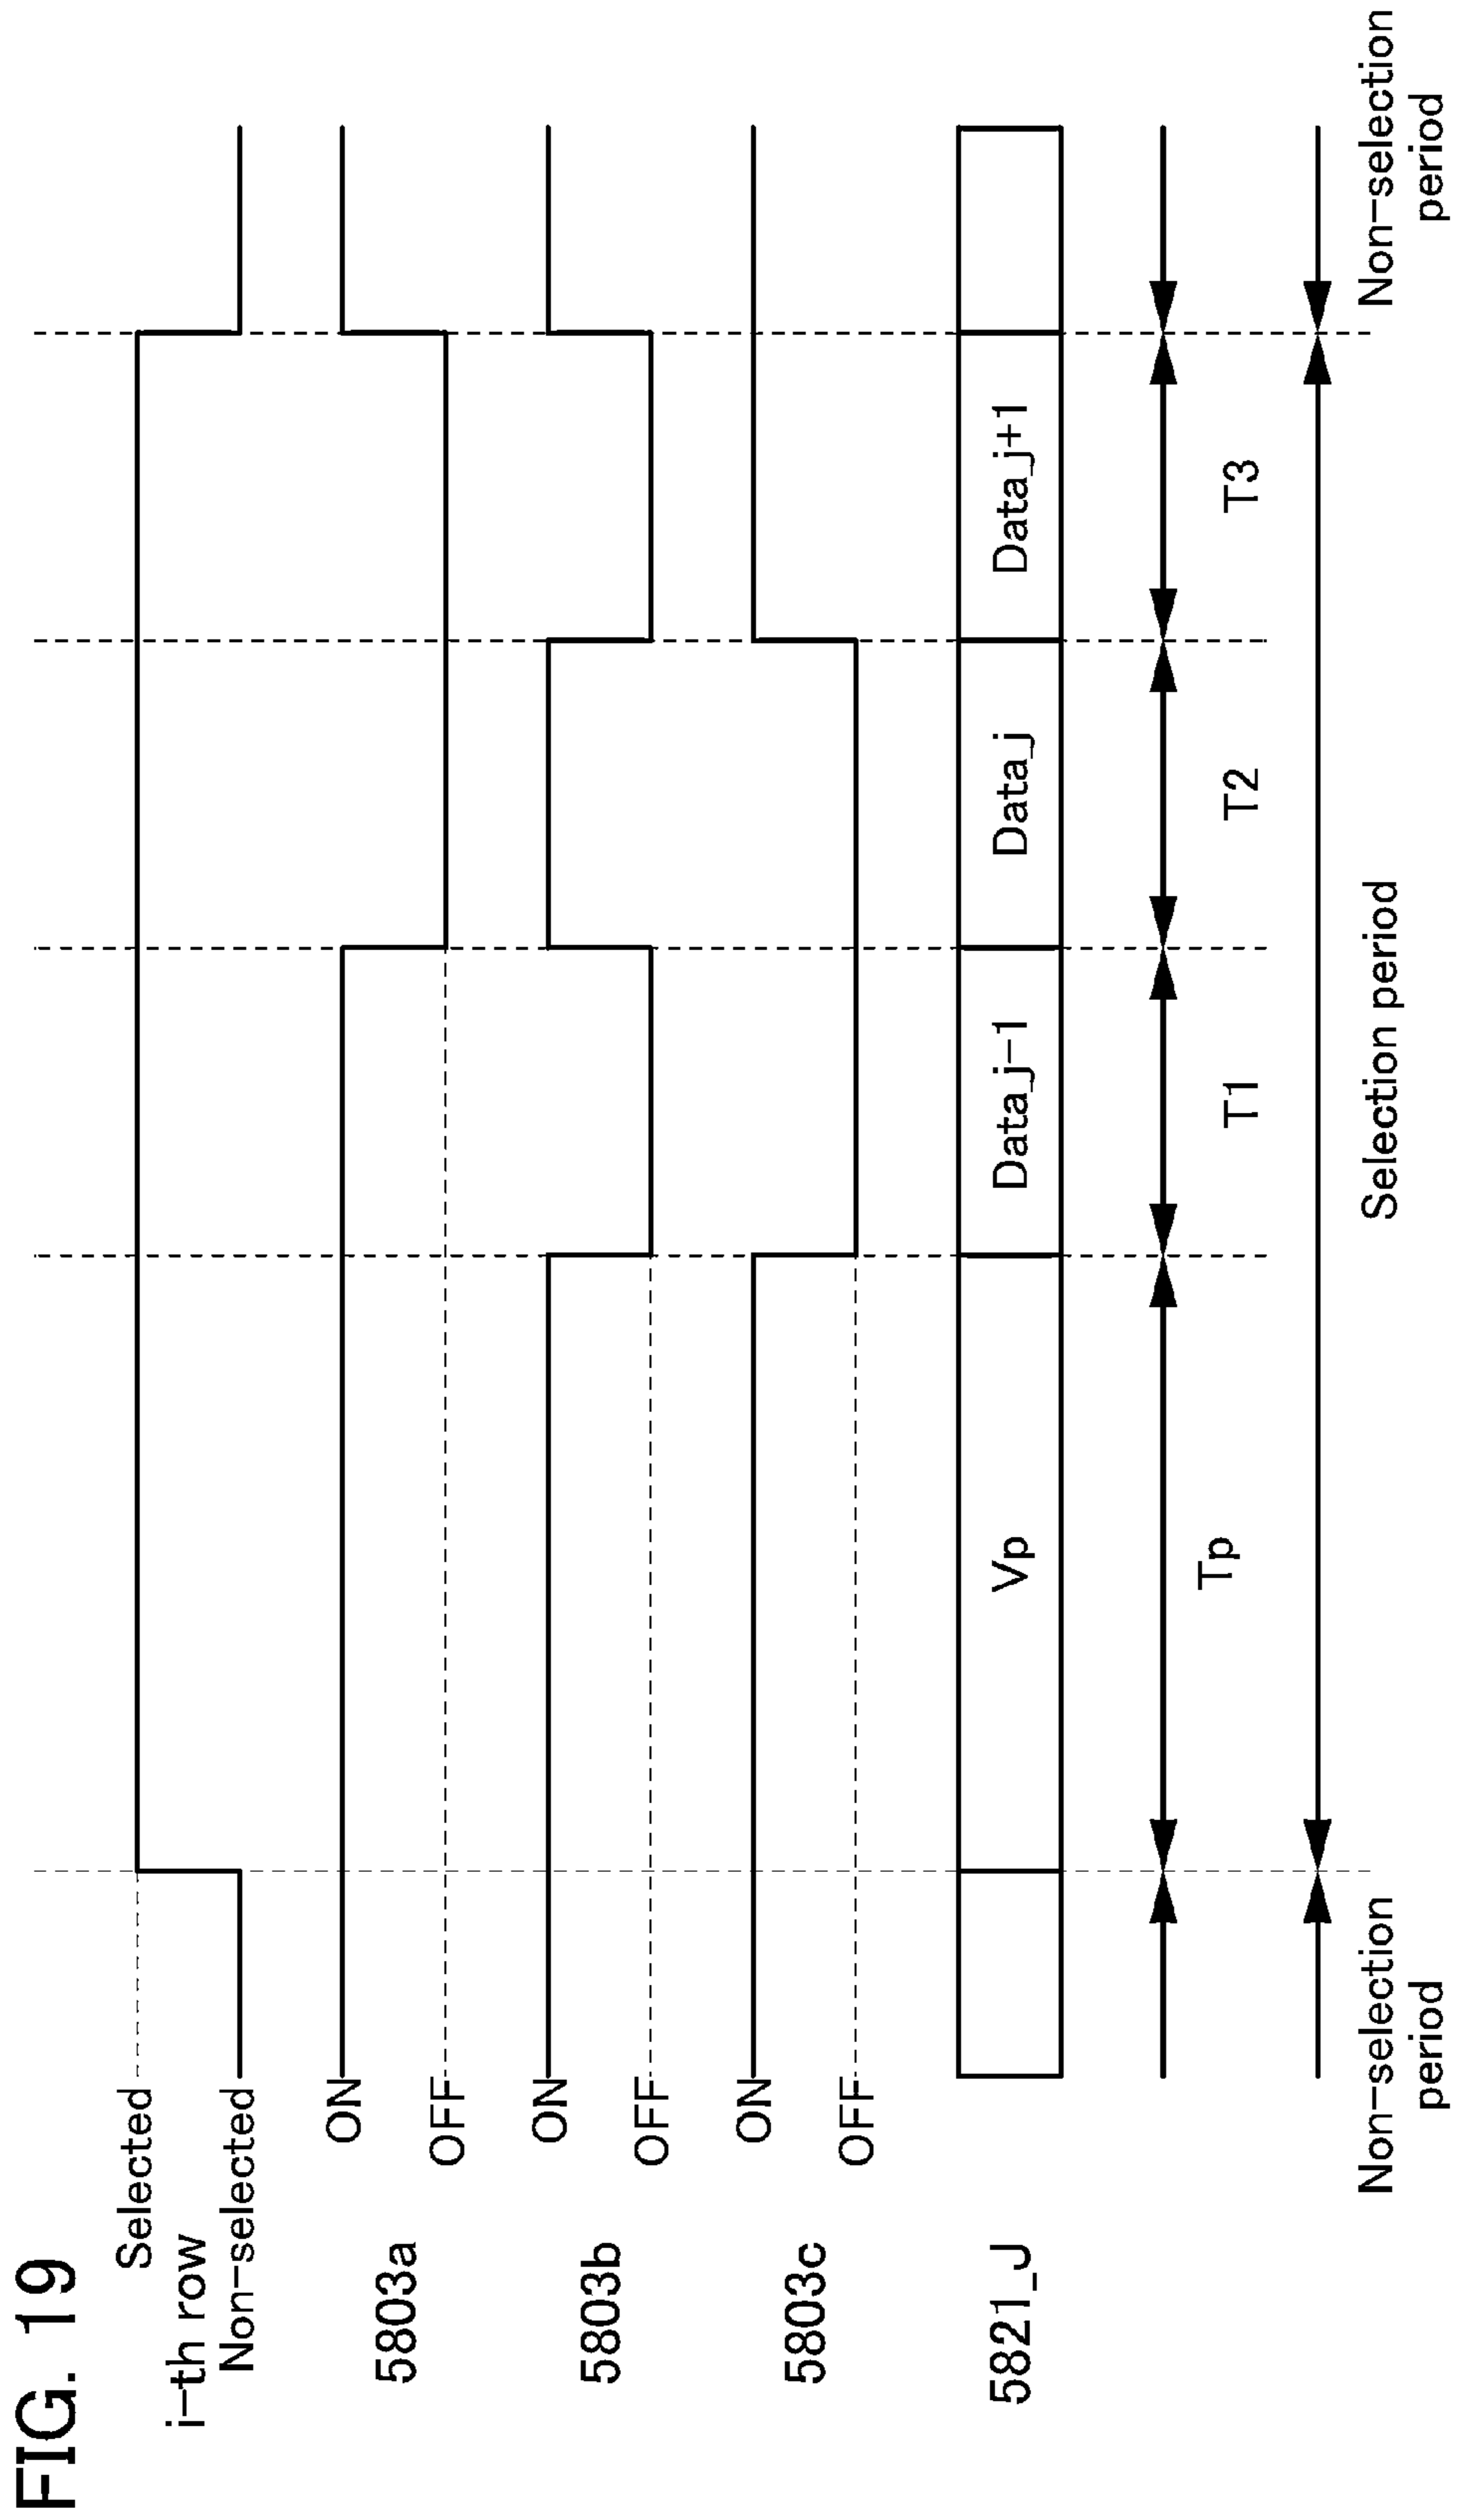 FIG. 19
Selected
i-th row
Non-selected
5803a
ON
OFF
5803b
ON
OFF
5803c
ON
OFF
5821_J
Vp
Data_j-1
Data_j
Data_j+1
Tp
T1
T2
T3
Non-selection
period
Selection period
Non-selection
period